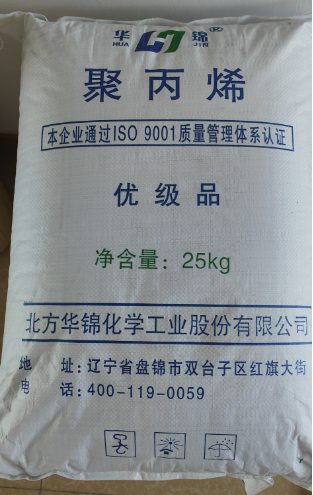 华 锦®
HUA JIN
聚丙烯
本企业通过ISO 9001质量管理体系认证
优级品
净含量：25kg
北方华锦化学工业股份有限公司
地 址：辽宁省盘锦市双台子区红旗大街
电 话：400-119-0059